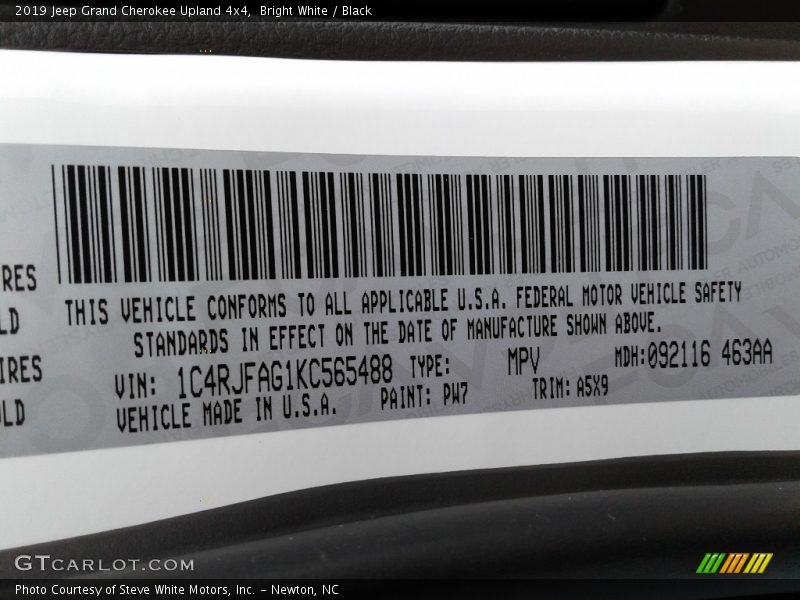 2019 Jeep Grand Cherokee Upland 4x4, Bright White / Black
RES
LD
IRES
LD
THIS VEHICLE CONFORMS TO ALL APPLICABLE U.S.A. FEDERAL MOTOR VEHICLE SAFETY
STANDARDS IN EFFECT ON THE DATE OF MANUFACTURE SHOWN ABOVE.
VIN: 1C4RJFAG1KC565488 TYPE: MPV MDH:092116 463AA
VEHICLE MADE IN U.S.A. PAINT: PW7 TRIM: A5X9
GTCARLOT.COM
Photo Courtesy of Steve White Motors, Inc. – Newton, NC